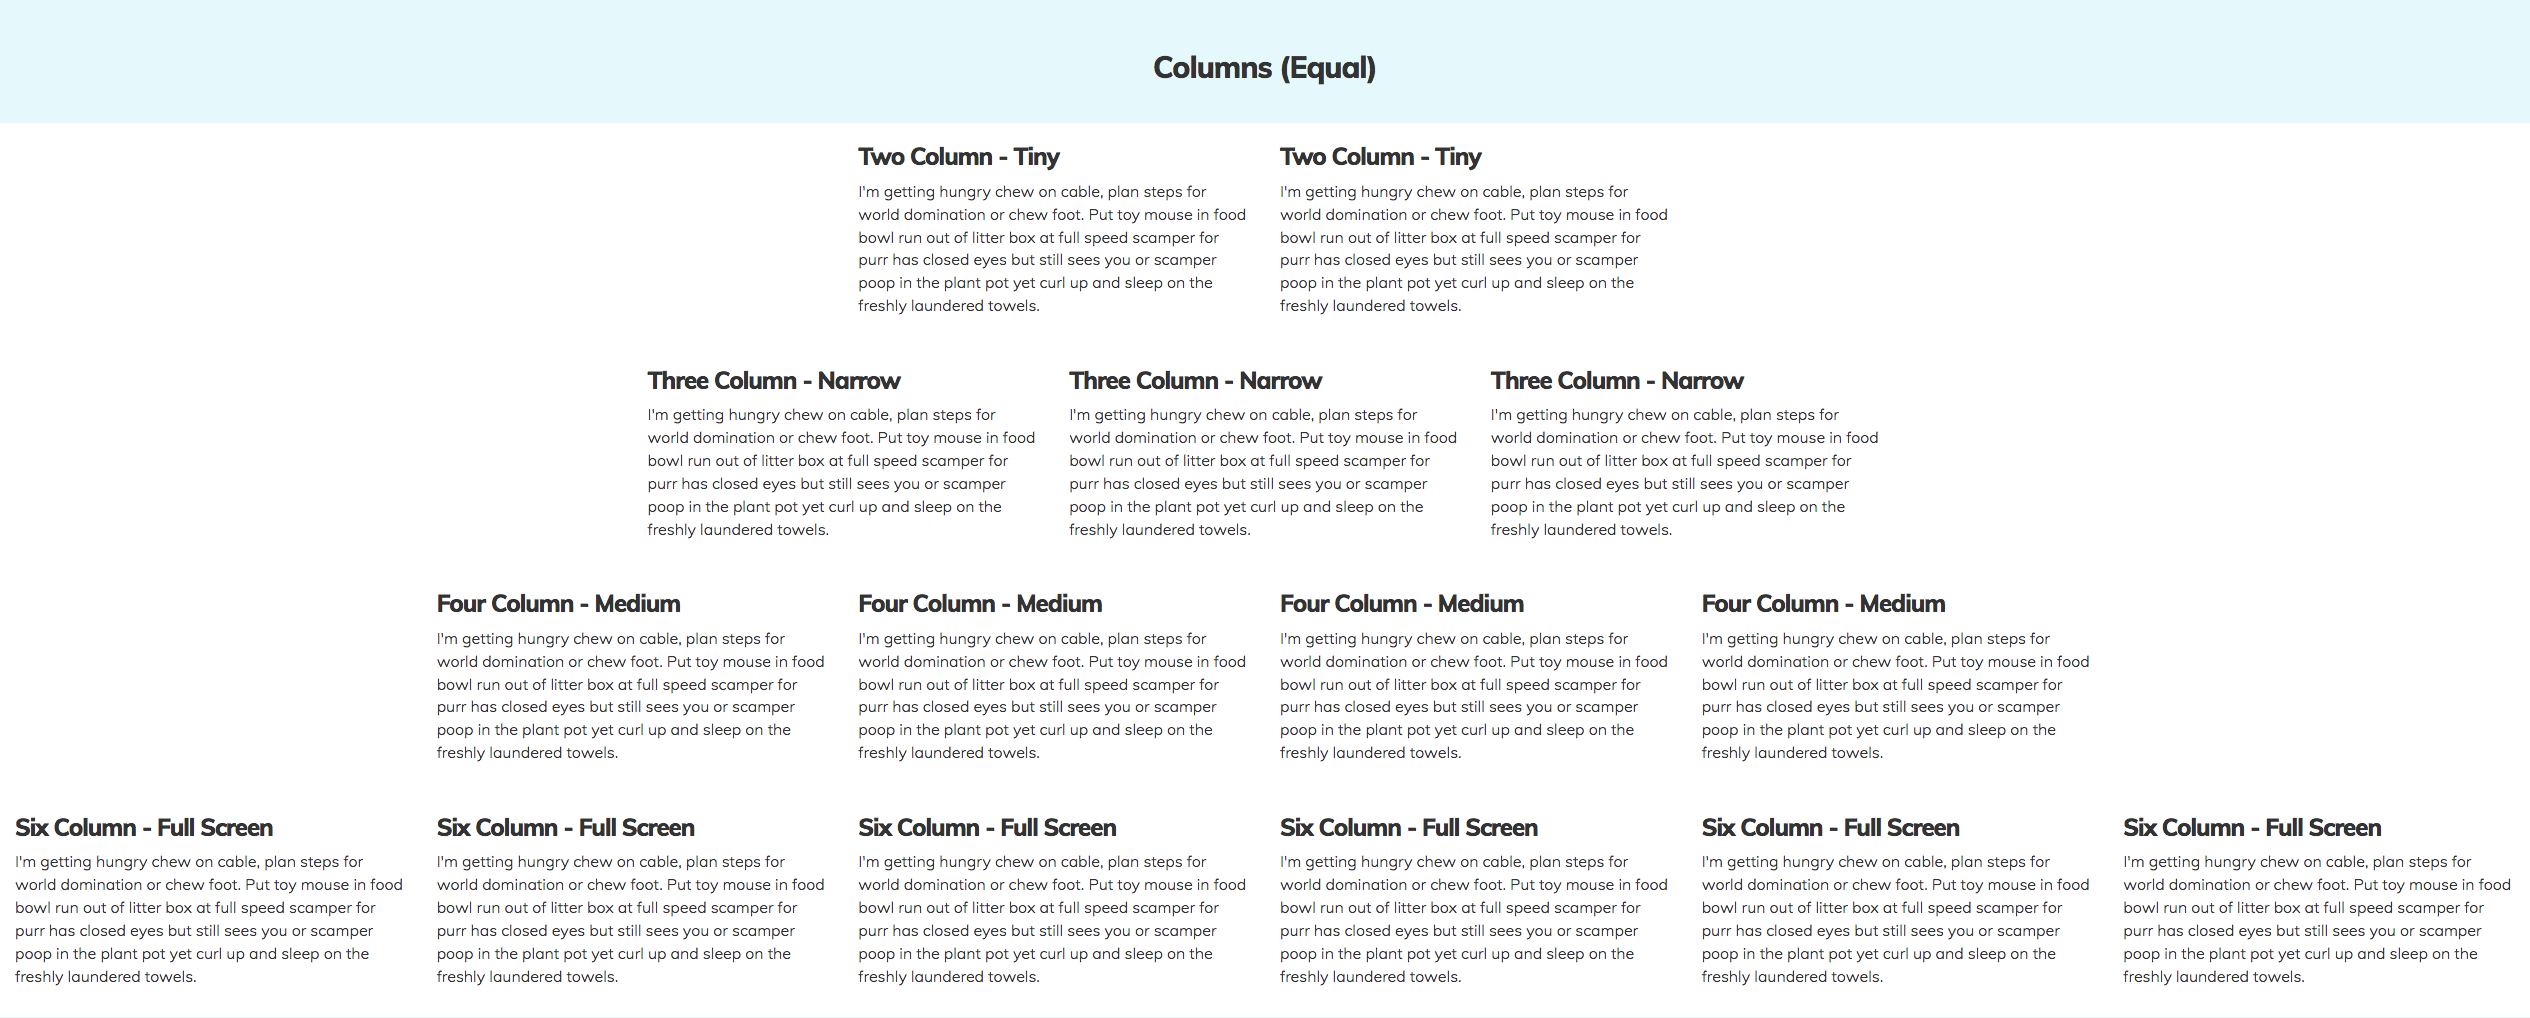 Columns (Equal)
Two Column - Tiny
I'm getting hungry chew on cable, plan steps for
world domination or chew foot. Put toy mouse in food
bowl run out of litter box at full speed scamper for
purr has closed eyes but still sees you or scamper
poop in the plant pot yet curl up and sleep on the
freshly laundered towels.
Two Column - Tiny
I'm getting hungry chew on cable, plan steps for
world domination or chew foot. Put toy mouse in food
bowl run out of litter box at full speed scamper for
purr has closed eyes but still sees you or scamper
poop in the plant pot yet curl up and sleep on the
freshly laundered towels.
Three Column - Narrow
I'm getting hungry chew on cable, plan steps for
world domination or chew foot. Put toy mouse in food
bowl run out of litter box at full speed scamper for
purr has closed eyes but still sees you or scamper
poop in the plant pot yet curl up and sleep on the
freshly laundered towels.
Three Column - Narrow
I'm getting hungry chew on cable, plan steps for
world domination or chew foot. Put toy mouse in food
bowl run out of litter box at full speed scamper for
purr has closed eyes but still sees you or scamper
poop in the plant pot yet curl up and sleep on the
freshly laundered towels.
Three Column - Narrow
I'm getting hungry chew on cable, plan steps for
world domination or chew foot. Put toy mouse in food
bowl run out of litter box at full speed scamper for
purr has closed eyes but still sees you or scamper
poop in the plant pot yet curl up and sleep on the
freshly laundered towels.
Four Column - Medium
I'm getting hungry chew on cable, plan steps for
world domination or chew foot. Put toy mouse in food
bowl run out of litter box at full speed scamper for
purr has closed eyes but still sees you or scamper
poop in the plant pot yet curl up and sleep on the
freshly laundered towels.
Four Column - Medium
I'm getting hungry chew on cable, plan steps for
world domination or chew foot. Put toy mouse in food
bowl run out of litter box at full speed scamper for
purr has closed eyes but still sees you or scamper
poop in the plant pot yet curl up and sleep on the
freshly laundered towels.
Four Column - Medium
I'm getting hungry chew on cable, plan steps for
world domination or chew foot. Put toy mouse in food
bowl run out of litter box at full speed scamper for
purr has closed eyes but still sees you or scamper
poop in the plant pot yet curl up and sleep on the
freshly laundered towels.
Four Column - Medium
I'm getting hungry chew on cable, plan steps for
world domination or chew foot. Put toy mouse in food
bowl run out of litter box at full speed scamper for
purr has closed eyes but still sees you or scamper
poop in the plant pot yet curl up and sleep on the
freshly laundered towels.
Six Column - Full Screen
I'm getting hungry chew on cable, plan steps for
world domination or chew foot. Put toy mouse in food
bowl run out of litter box at full speed scamper for
purr has closed eyes but still sees you or scamper
poop in the plant pot yet curl up and sleep on the
freshly laundered towels.
Six Column - Full Screen
I'm getting hungry chew on cable, plan steps for
world domination or chew foot. Put toy mouse in food
bowl run out of litter box at full speed scamper for
purr has closed eyes but still sees you or scamper
poop in the plant pot yet curl up and sleep on the
freshly laundered towels.
Six Column - Full Screen
I'm getting hungry chew on cable, plan steps for
world domination or chew foot. Put toy mouse in food
bowl run out of litter box at full speed scamper for
purr has closed eyes but still sees you or scamper
poop in the plant pot yet curl up and sleep on the
freshly laundered towels.
Six Column - Full Screen
I'm getting hungry chew on cable, plan steps for
world domination or chew foot. Put toy mouse in food
bowl run out of litter box at full speed scamper for
purr has closed eyes but still sees you or scamper
poop in the plant pot yet curl up and sleep on the
freshly laundered towels.
Six Column - Full Screen
I'm getting hungry chew on cable, plan steps for
world domination or chew foot. Put toy mouse in food
bowl run out of litter box at full speed scamper for
purr has closed eyes but still sees you or scamper
poop in the plant pot yet curl up and sleep on the
freshly laundered towels.
Six Column - Full Screen
I'm getting hungry chew on cable, plan steps for
world domination or chew foot. Put toy mouse in food
bowl run out of litter box at full speed scamper for
purr has closed eyes but still sees you or scamper
poop in the plant pot yet curl up and sleep on the
freshly laundered towels.